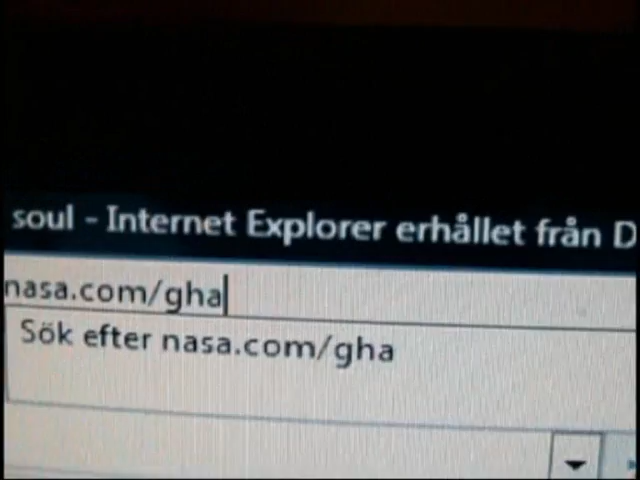 soul - Internet Explorer erhållet från D
nasa.com/gha
Sök efter nasa.com/gha